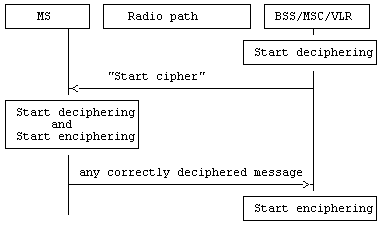 MS
Radio path
BSS/MSC/VLR
Start deciphering
"Start cipher"
Start deciphering
and
Start enciphering
any correctly deciphered message
Start enciphering